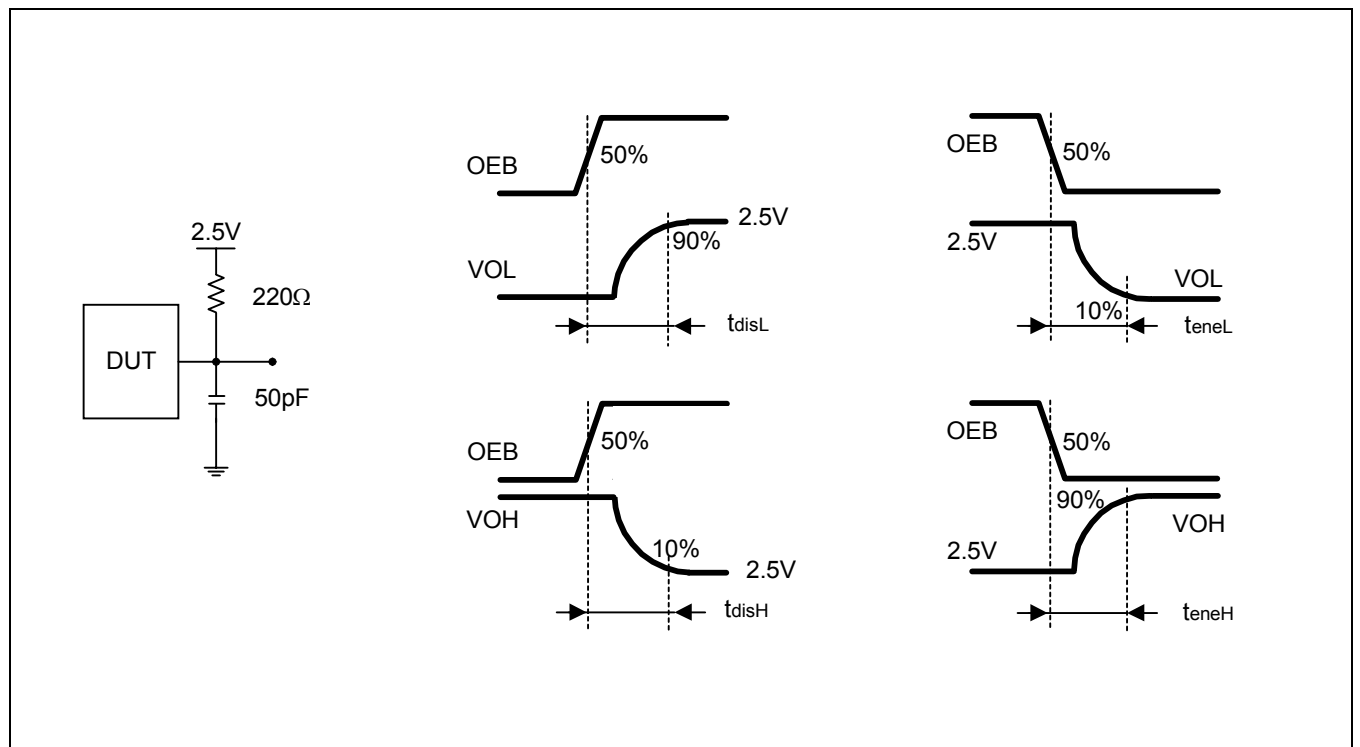 2.5V
220Ω
DUT
50pF
OEB
50%
2.5V
90%
VOL
tdisL
OEB
50%
2.5V
VOL
10%
teneL
OEB
50%
VOH
10%
2.5V
tdisH
OEB
50%
90%
VOH
2.5V
teneH